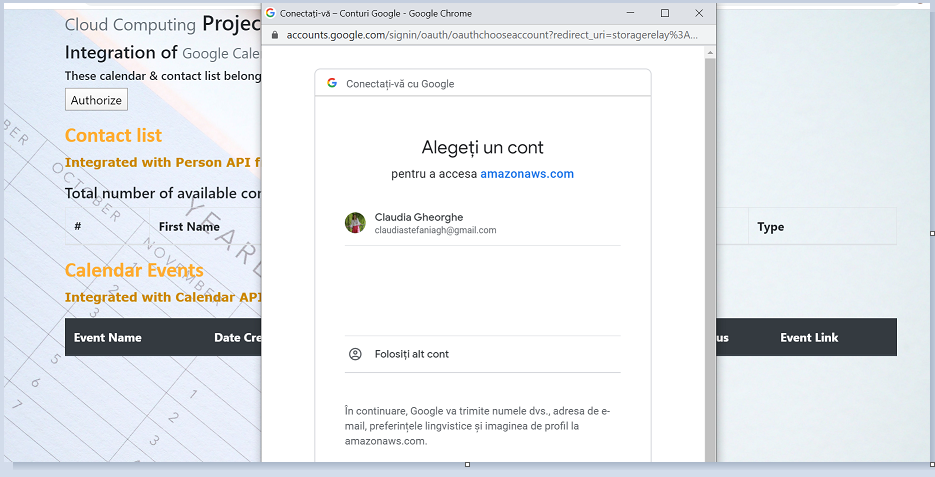 Cloud Computing Projec
Integration of Google Cale
These calendar & contact list belong
Authorize
Contact list
Integrated with Person API f
Total number of available con
# First Name Type
Calendar Events
Integrated with Calendar API
Event Name Date Cre us Event Link
OCTOBER
NOVEMBER
YEARL
1
2
3
5
6
7
1
2
3
Conectați-vă – Conturi Google - Google Chrome
accounts.google.com/signin/oauth/oauthchooseaccount?redirect_uri=storagerelay%3A...
Conectați-vă cu Google
Alegeți un cont
pentru a accesa amazonaws.com
Claudia Gheorghe
claudiastefaniagh@gmail.com
Folosiți alt cont
În continuare, Google va trimite numele dvs., adresa de e-
mail, preferințele lingvistice și imaginea de profil la
amazonaws.com.